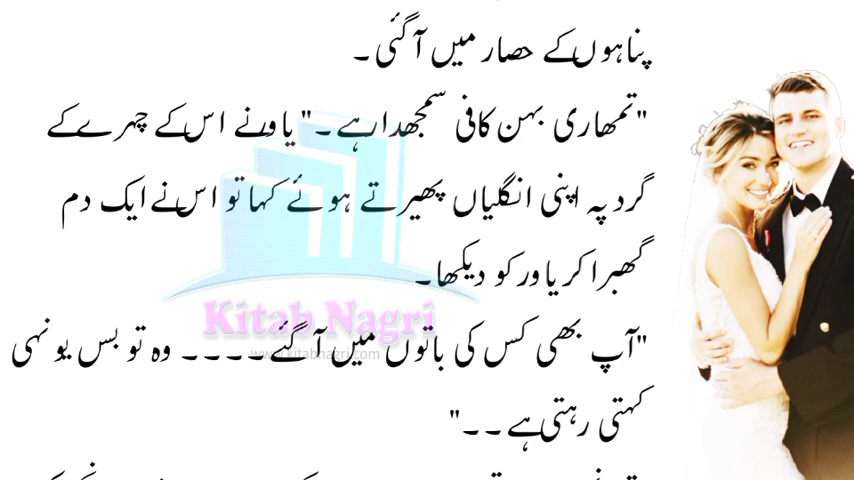 پناہوں کے حصار میں آ گئی۔
"تمھاری بہن کافی سمجھدار ہے۔" یاور نے اس کے چہرے کے
گرد پہ اپنی انگلیاں پھیرتے ہوئے کہا تو اس نے ایک دم
گھبرا کر یاور کو دیکھا۔
"آپ بھی کس کی باتوں میں آ گئے۔۔۔۔ وہ تو بس یونہی
کہتی رہتی ہے۔۔"
Kitab Nagri
www.kitabnagri.com